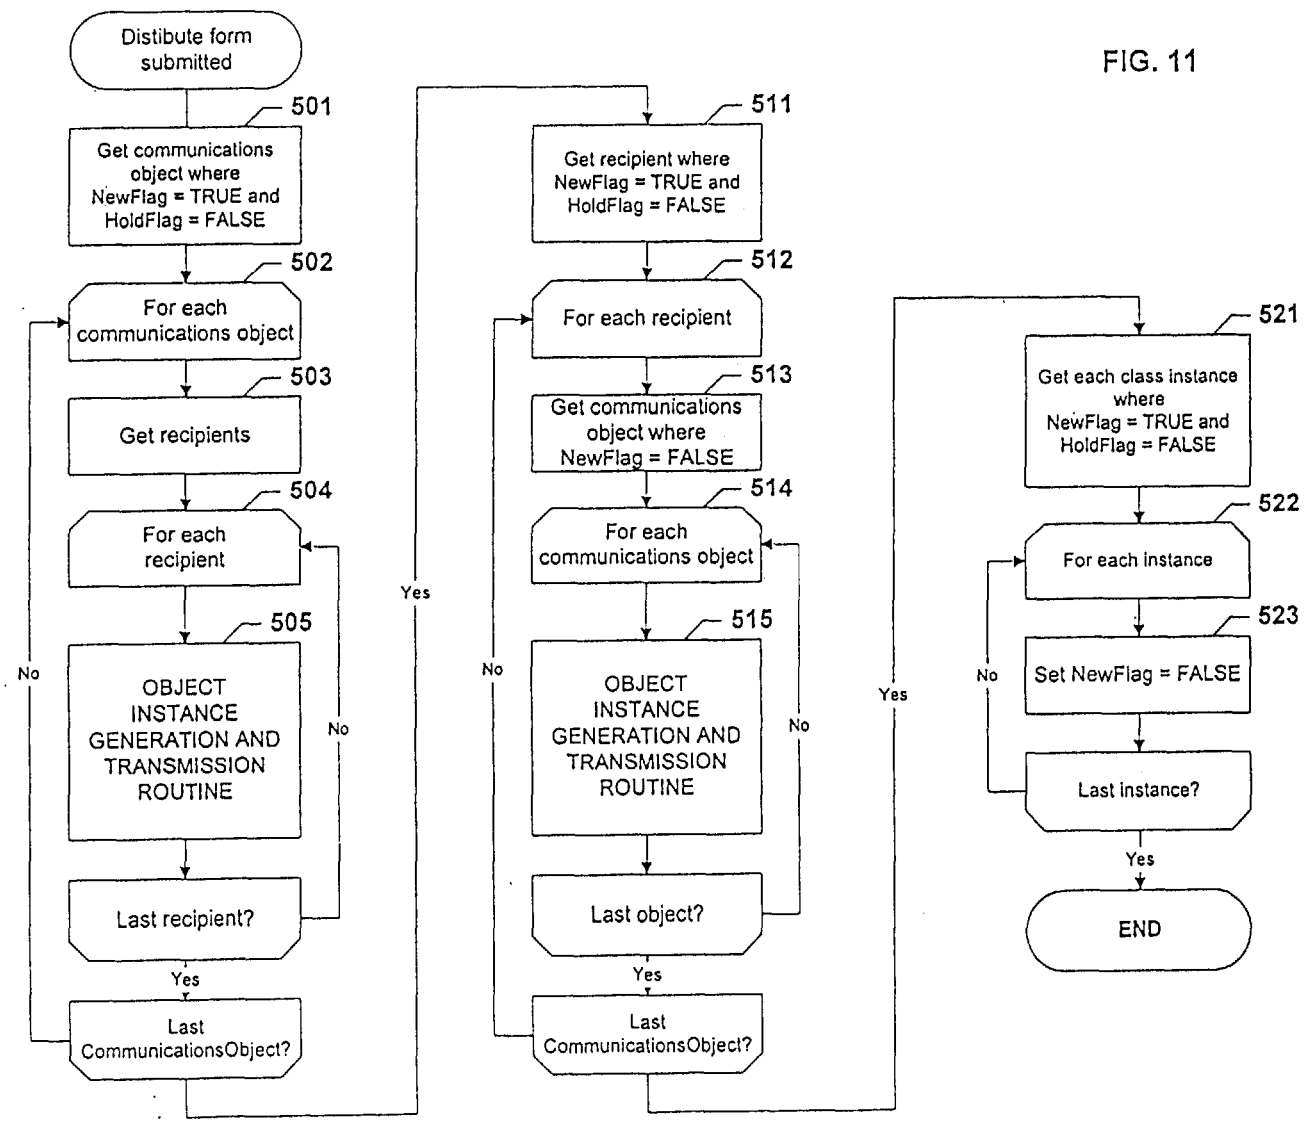 FIG. 11
Distibute form
submitted
501
Get communications
object where
NewFlag = TRUE and
HoldFlag = FALSE
502
For each
communications object
503
Get recipients
504
For each
recipient
505
OBJECT
INSTANCE
GENERATION AND
TRANSMISSION
ROUTINE
No
No
Last recipient?
Yes
Last
CommunicationsObject?
Yes
511
Get recipient where
NewFlag = TRUE and
HoldFlag = FALSE
512
For each recipient
513
Get communications
object where
NewFlag = FALSE
514
For each
communications object
515
OBJECT
INSTANCE
GENERATION AND
TRANSMISSION
ROUTINE
No
No
Last object?
Yes
Last
CommunicationsObject?
Yes
521
Get each class instance
where
NewFlag = TRUE and
HoldFlag = FALSE
522
For each instance
523
Set NewFlag = FALSE
No
Last instance?
Yes
END